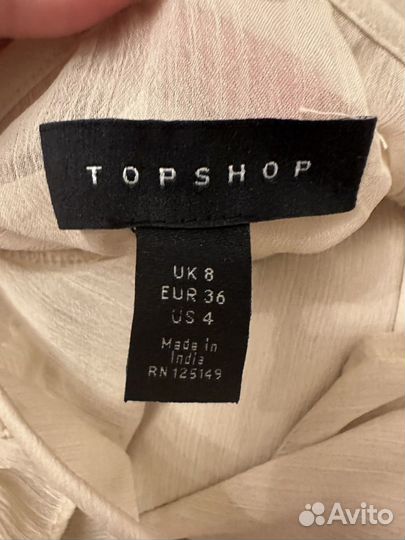 TOPSHOP
UK 8
EUR 36
US 4
Made in
India
RN 125149
Avito